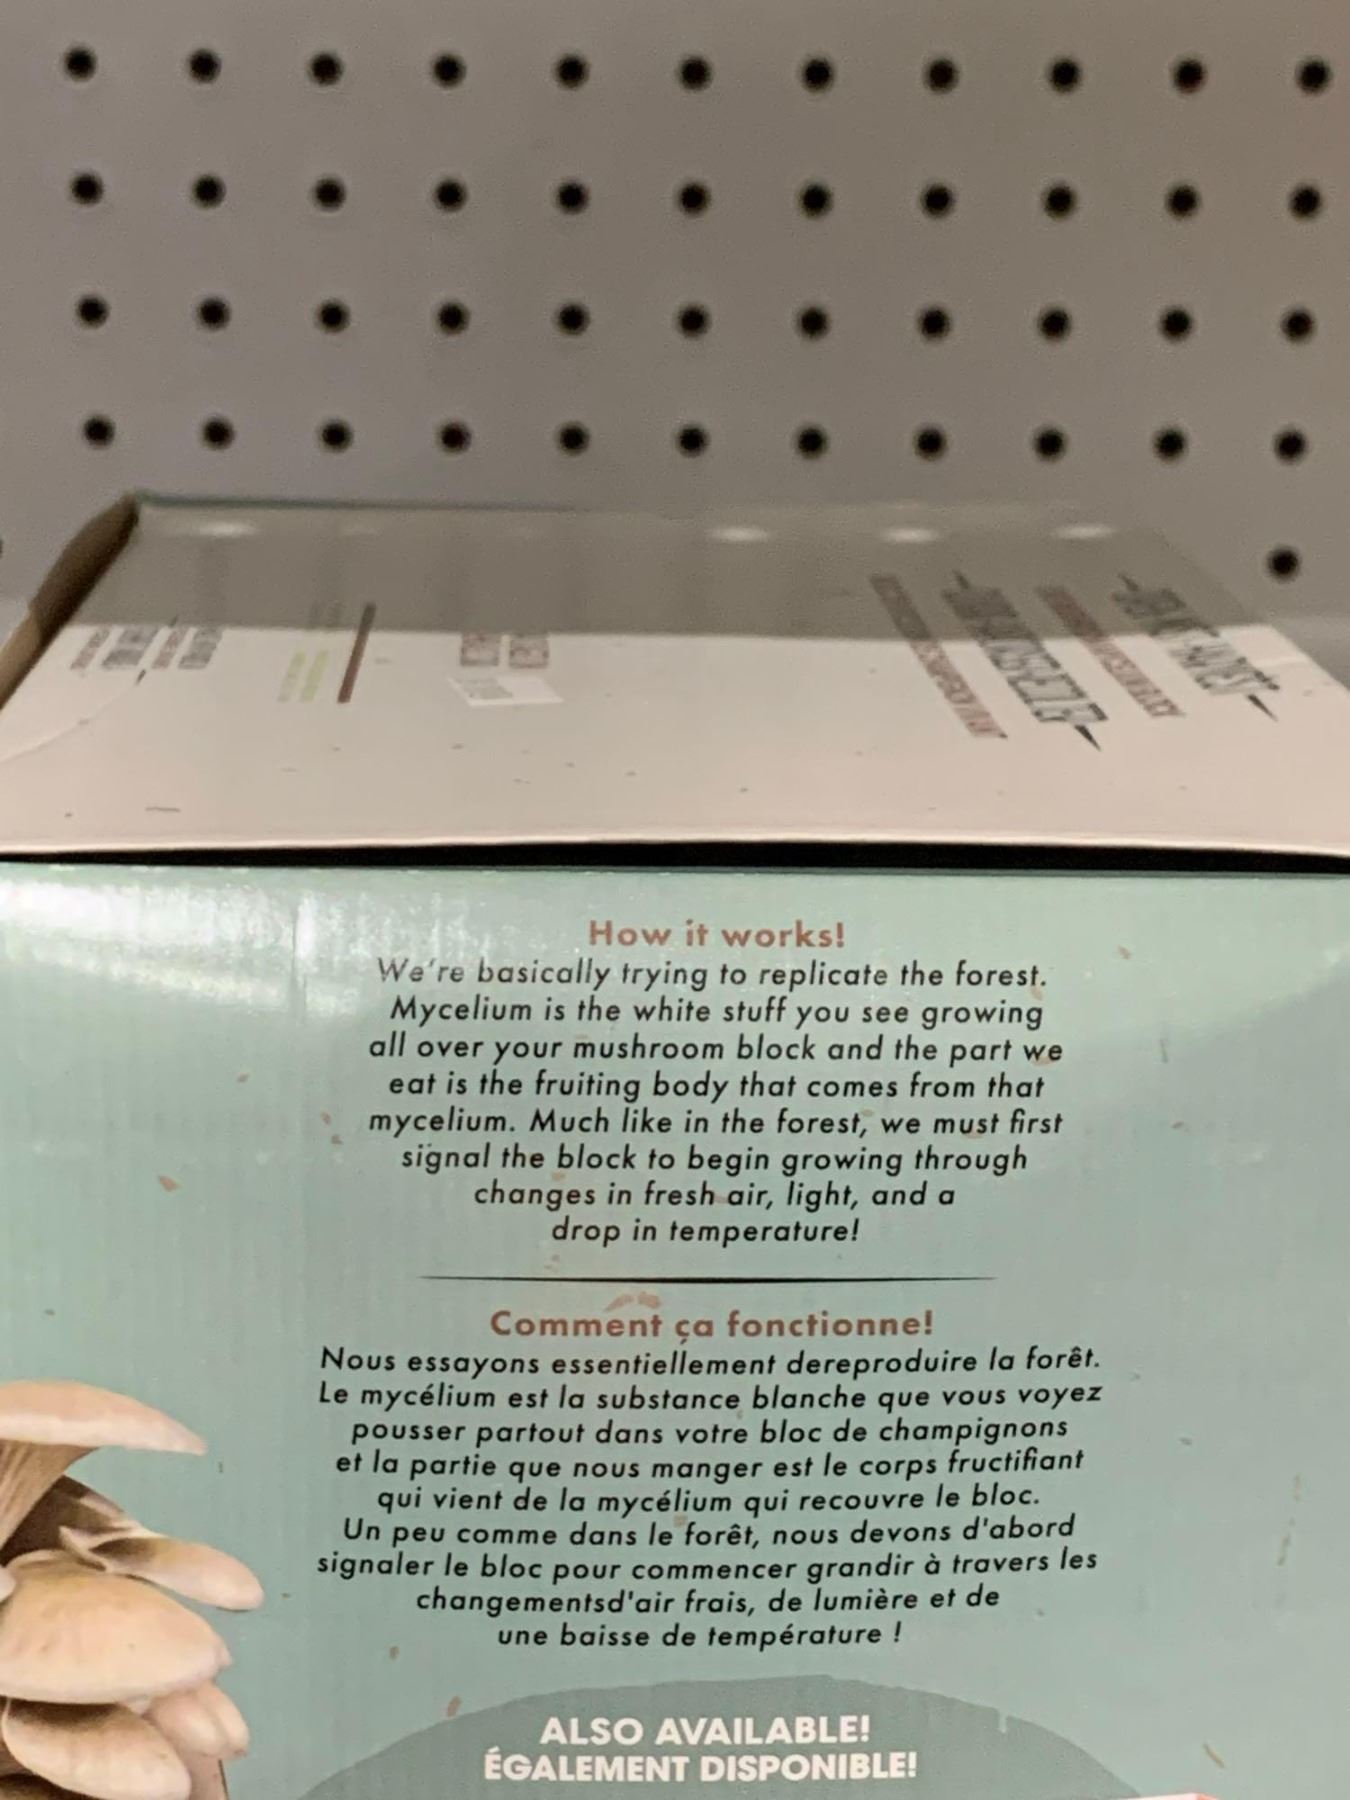 How it works!
We're basically trying to replicate the forest.
Mycelium is the white stuff you see growing
all over your mushroom block and the part we
eat is the fruiting body that comes from that
mycelium. Much like in the forest, we must first
signal the block to begin growing through
changes in fresh air, light, and a
drop in temperature!
Comment ça fonctionne!
Nous essayons essentiellement dereproduire la forêt.
Le mycélium est la substance blanche que vous voyez
pousser partout dans votre bloc de champignons
et la partie que nous manger est le corps fructifiant
qui vient de la mycélium qui recouvre le bloc.
Un peu comme dans le forêt, nous devons d'abord
signaler le bloc pour commencer grandir à travers les
changementsd'air frais, de lumière et de
une baisse de température !
ALSO AVAILABLE!
ÉGALEMENT DISPONIBLE!